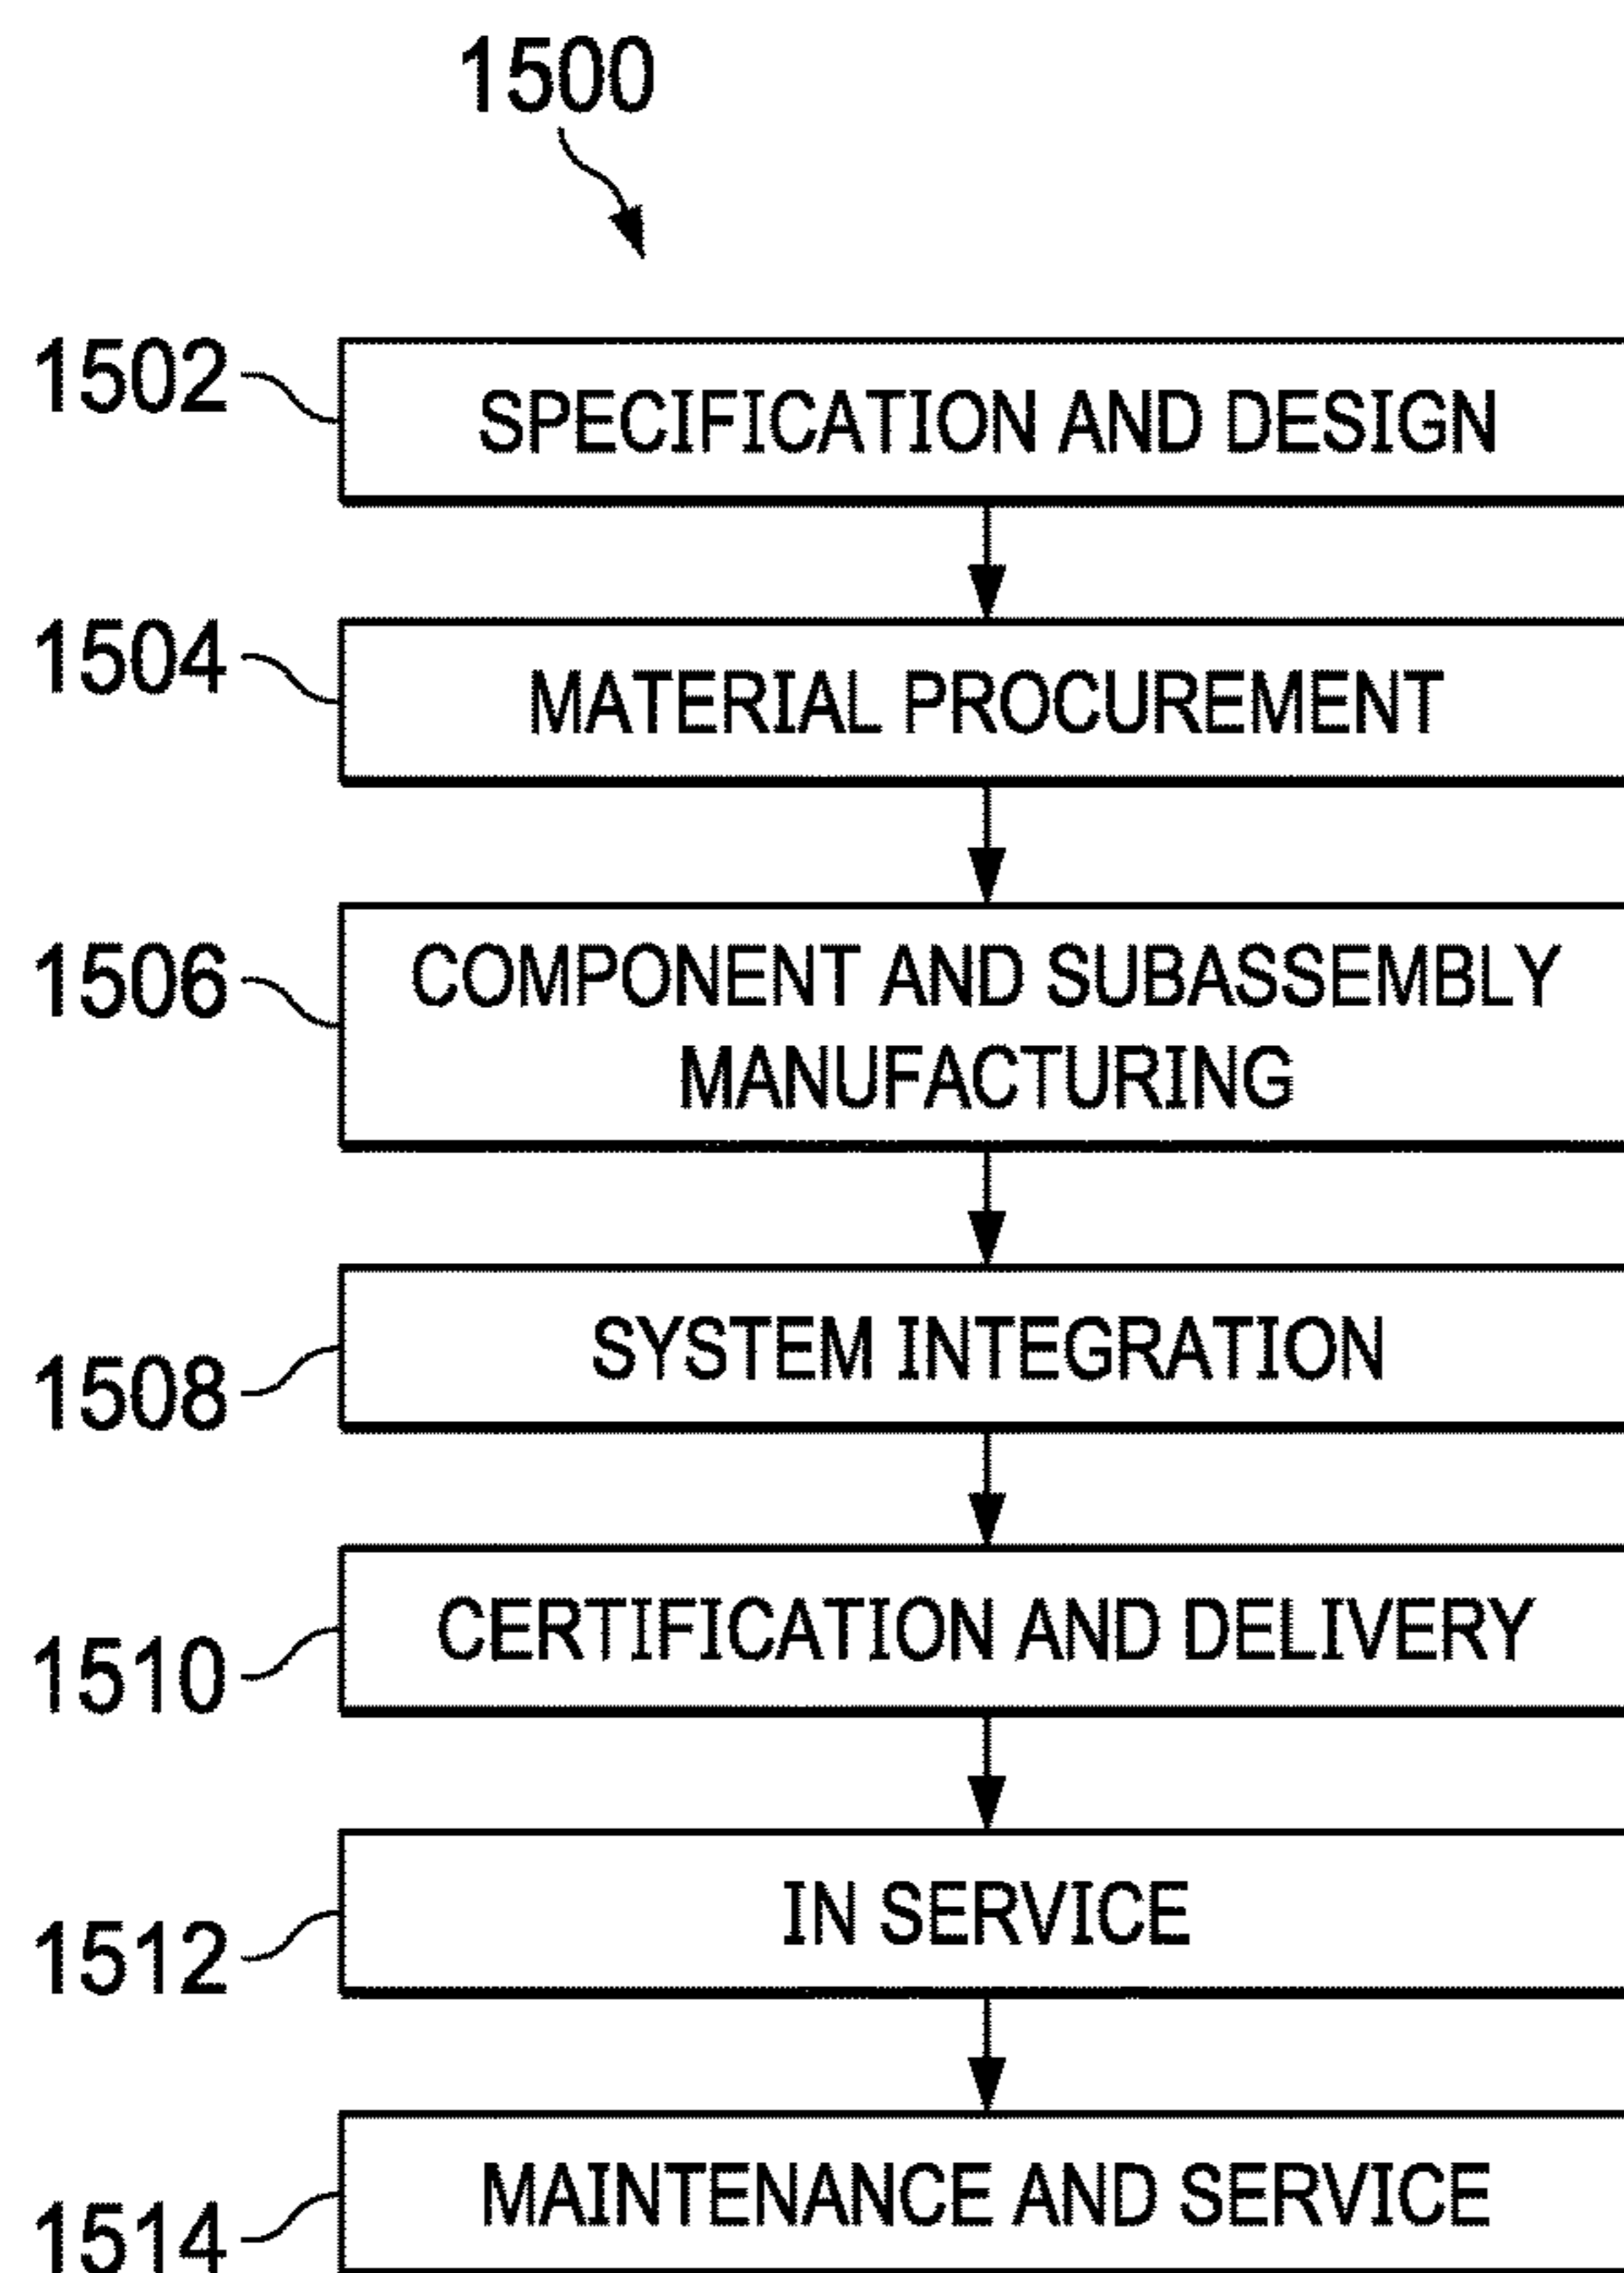 1500
1502
SPECIFICATION AND DESIGN
1504
MATERIAL PROCUREMENT
1506
COMPONENT AND SUBASSEMBLY
MANUFACTURING
1508
SYSTEM INTEGRATION
1510
CERTIFICATION AND DELIVERY
1512
IN SERVICE
1514
MAINTENANCE AND SERVICE